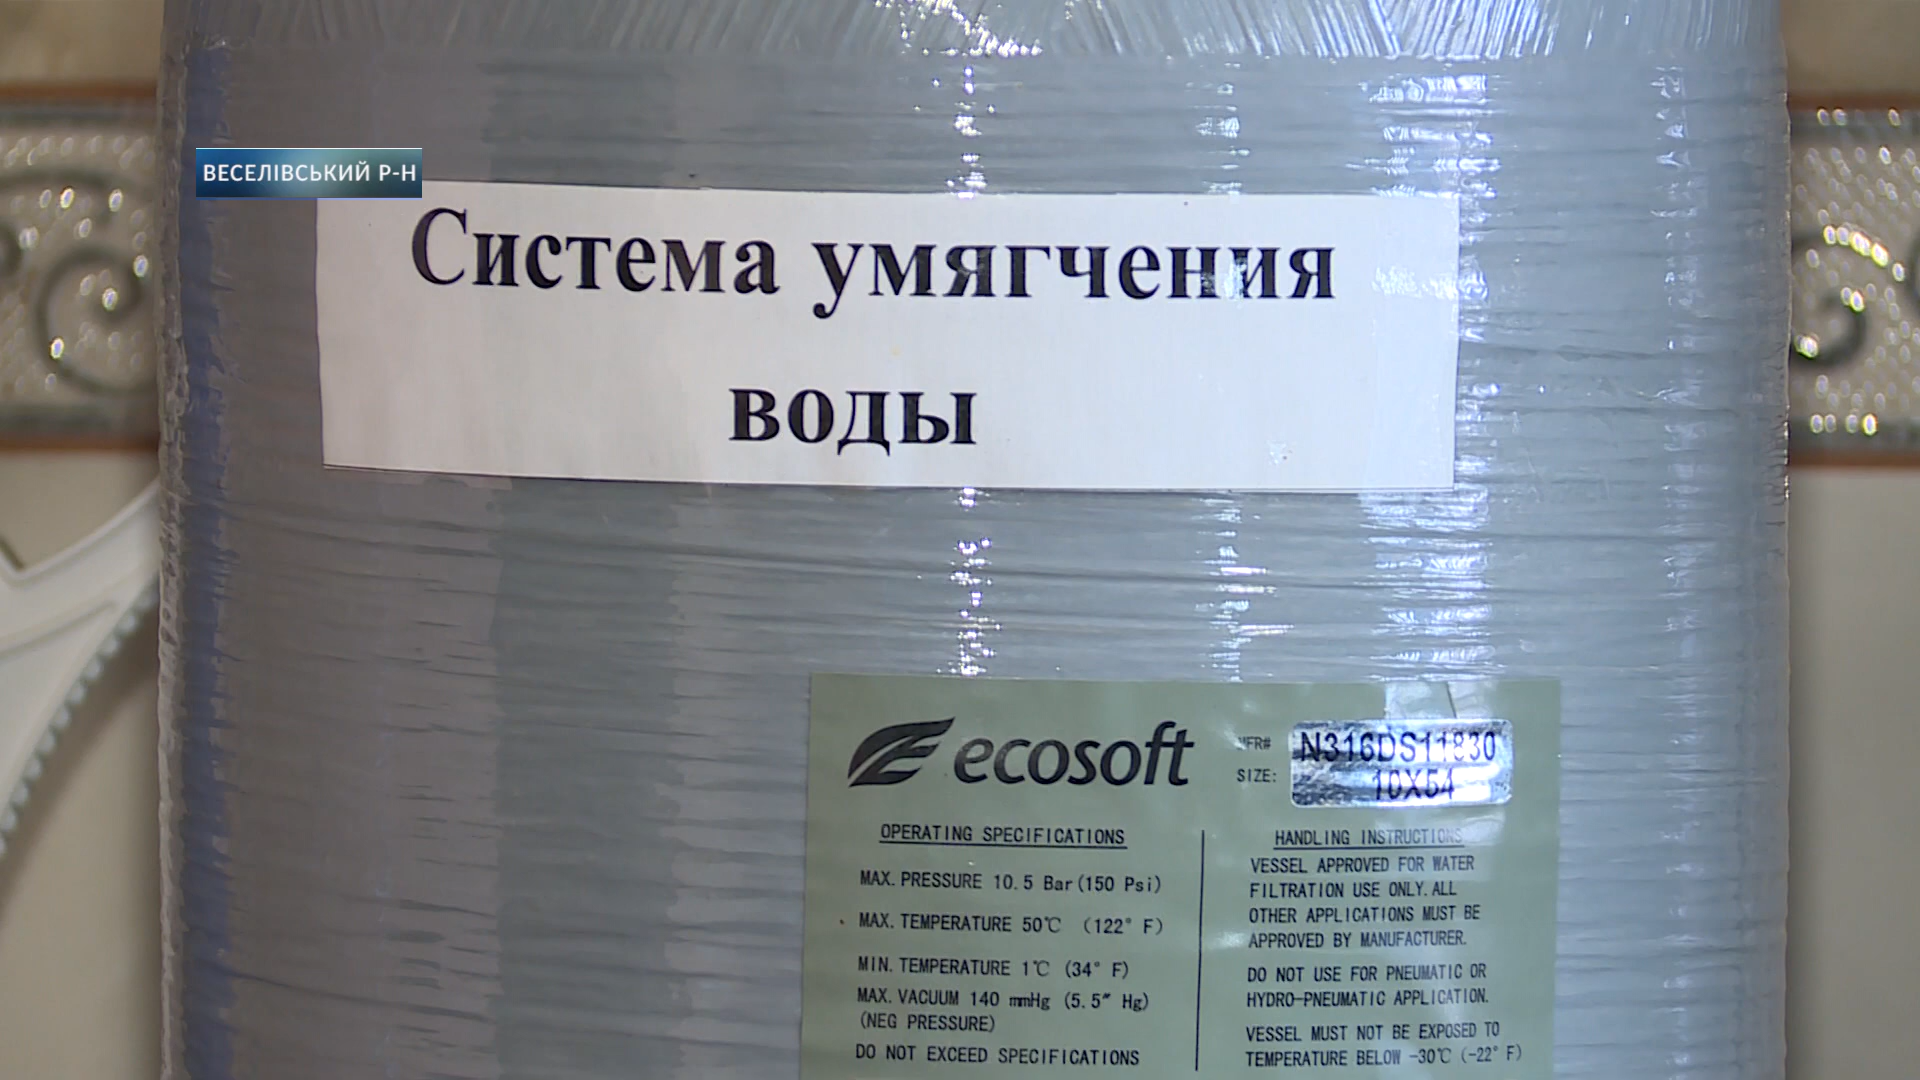 ВЕСЕЛІВСЬКИЙ Р-Н
Система умягчения
воды
ecosoft
MFR# N316DS11830
SIZE: 10X54
OPERATING SPECIFICATIONS
MAX. PRESSURE 10.5 Bar(150 Psi)
MAX. TEMPERATURE 50℃ (122° F)
MIN. TEMPERATURE 1℃ (34° F)
MAX. VACUUM 140 mmHg (5.5″ Hg)
(NEG PRESSURE)
DO NOT EXCEED SPECIFICATIONS
HANDLING INSTRUCTIONS
VESSEL APPROVED FOR WATER
FILTRATION USE ONLY. ALL
OTHER APPLICATIONS MUST BE
APPROVED BY MANUFACTURER.
DO NOT USE FOR PNEUMATIC OR
HYDRO-PNEUMATIC APPLICATION.
VESSEL MUST NOT BE EXPOSED TO
TEMPERATURE BELOW -30℃ (-22° F)